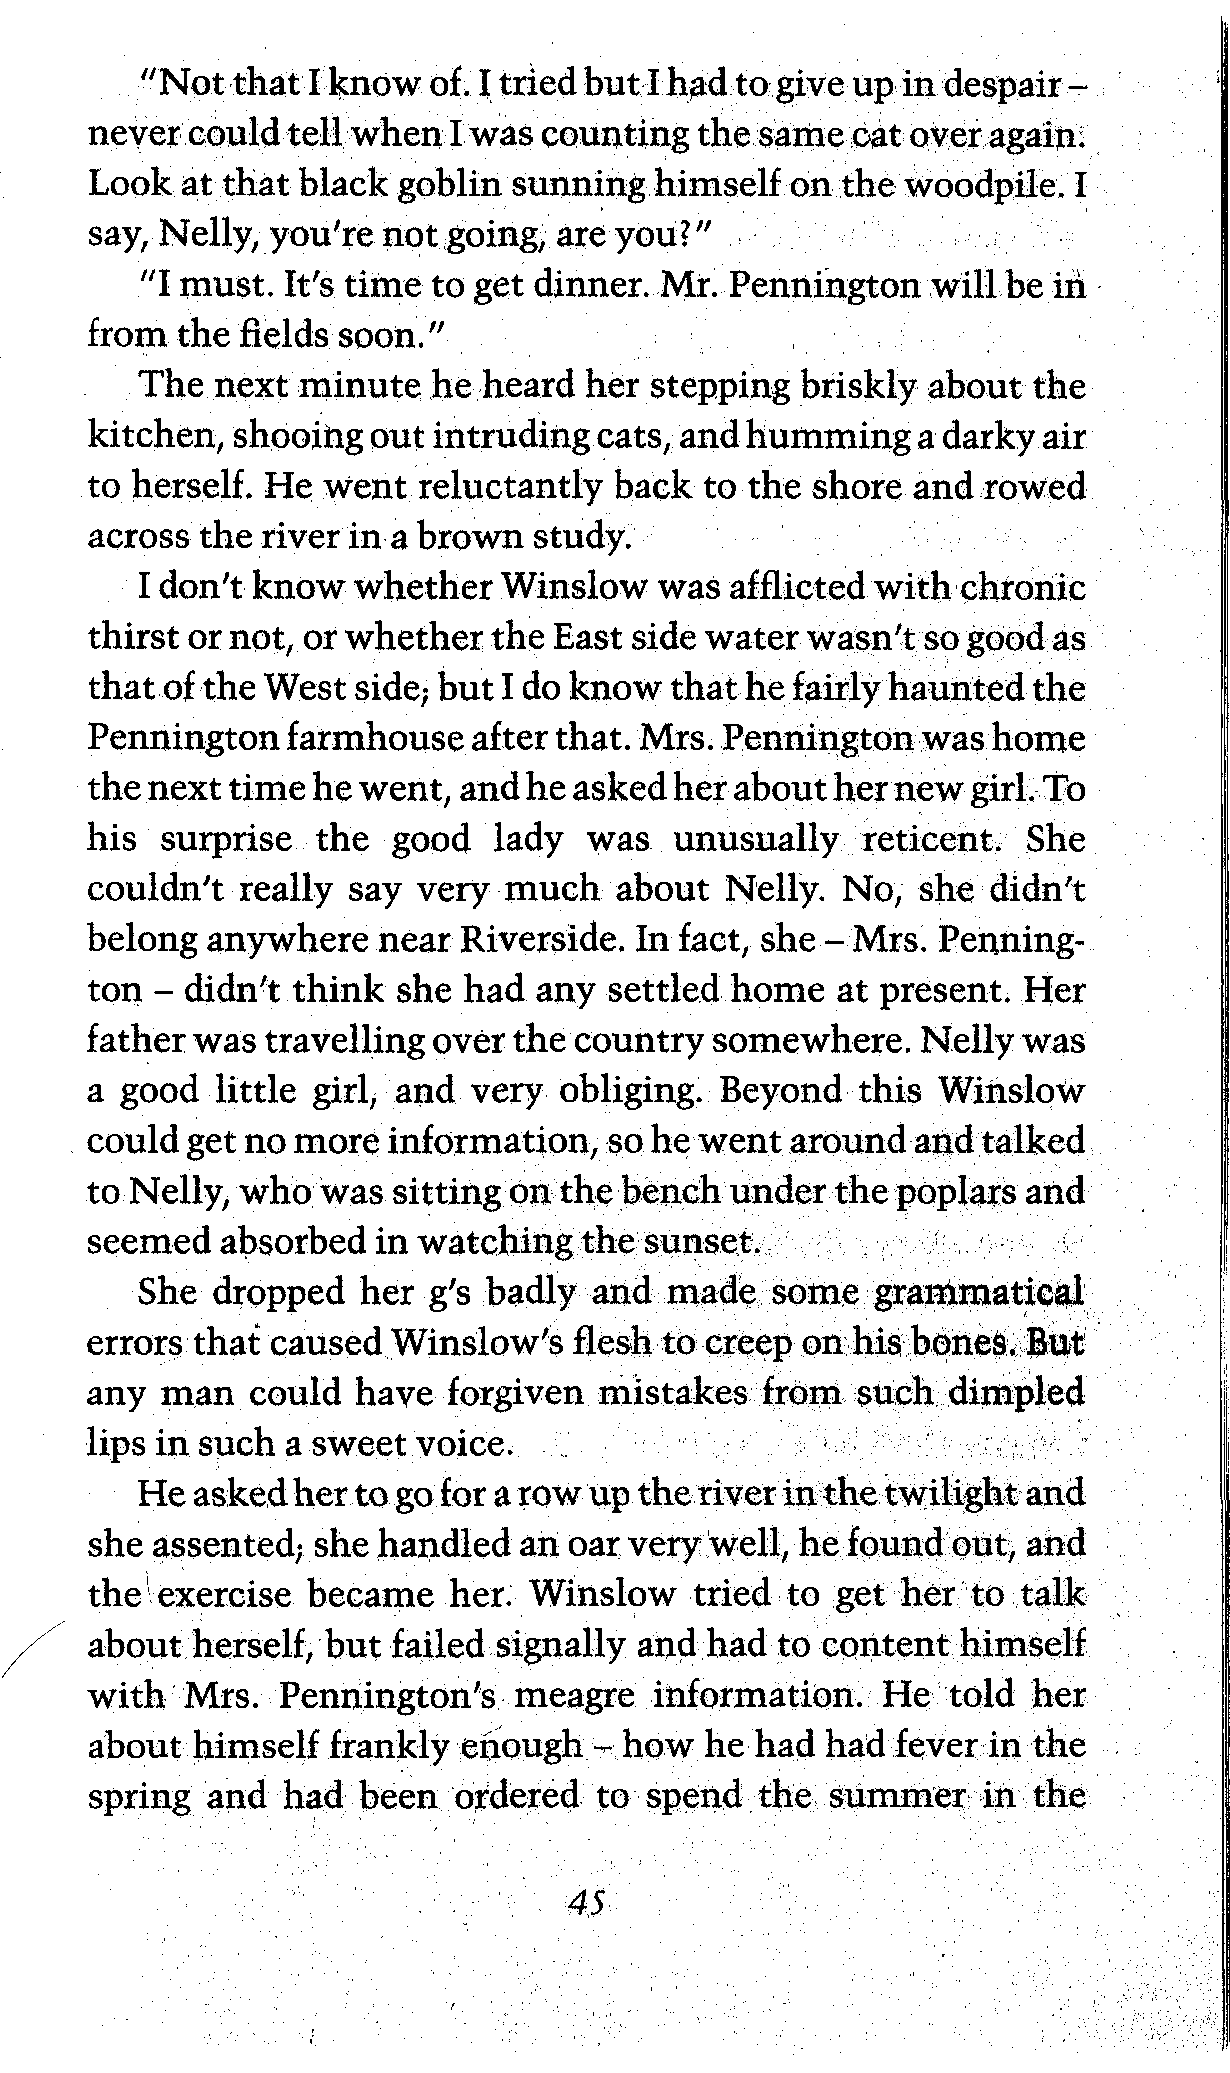 "Not that I know of. I tried but I had to give up in despair –
never could tell when I was counting the same cat over again.
Look at that black goblin sunning himself on the woodpile. I
say, Nelly, you're not going, are you?"
"I must. It's time to get dinner. Mr. Pennington will be in
from the fields soon."
The next minute he heard her stepping briskly about the
kitchen, shooing out intruding cats, and humming a darky air
to herself. He went reluctantly back to the shore and rowed
across the river in a brown study.
I don't know whether Winslow was afflicted with chronic
thirst or not, or whether the East side water wasn't so good as
that of the West side; but I do know that he fairly haunted the
Pennington farmhouse after that. Mrs. Pennington was home
the next time he went, and he asked her about her new girl. To
his surprise the good lady was unusually reticent. She
couldn't really say very much about Nelly. No, she didn't
belong anywhere near Riverside. In fact, she – Mrs. Penning-
ton – didn't think she had any settled home at present. Her
father was travelling over the country somewhere. Nelly was
a good little girl, and very obliging. Beyond this Winslow
could get no more information, so he went around and talked
to Nelly, who was sitting on the bench under the poplars and
seemed absorbed in watching the sunset.
She dropped her g's badly and made some grammatical
errors that caused Winslow's flesh to creep on his bones. But
any man could have forgiven mistakes from such dimpled
lips in such a sweet voice.
He asked her to go for a row up the river in the twilight and
she assented; she handled an oar very well, he found out, and
the exercise became her. Winslow tried to get her to talk
about herself, but failed signally and had to content himself
with Mrs. Pennington's meagre information. He told her
about himself frankly enough – how he had had fever in the
spring and had been ordered to spend the summer in the
45